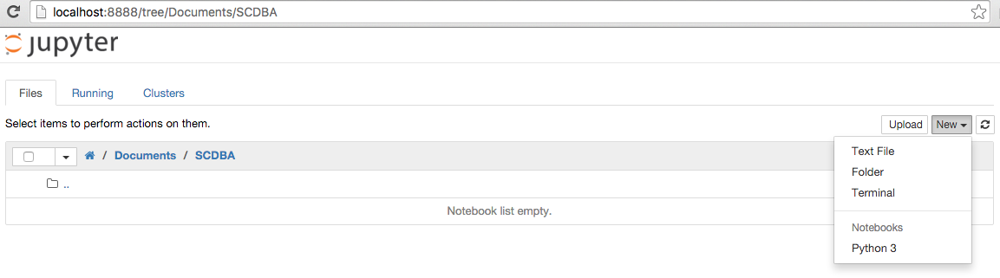 localhost:8888/tree/Documents/SCDBA
jupyter
Files Running Clusters
Select items to perform actions on them.
Upload New
/ Documents / SCDBA
..
Notebook list empty.
Text File
Folder
Terminal
Notebooks
Python 3